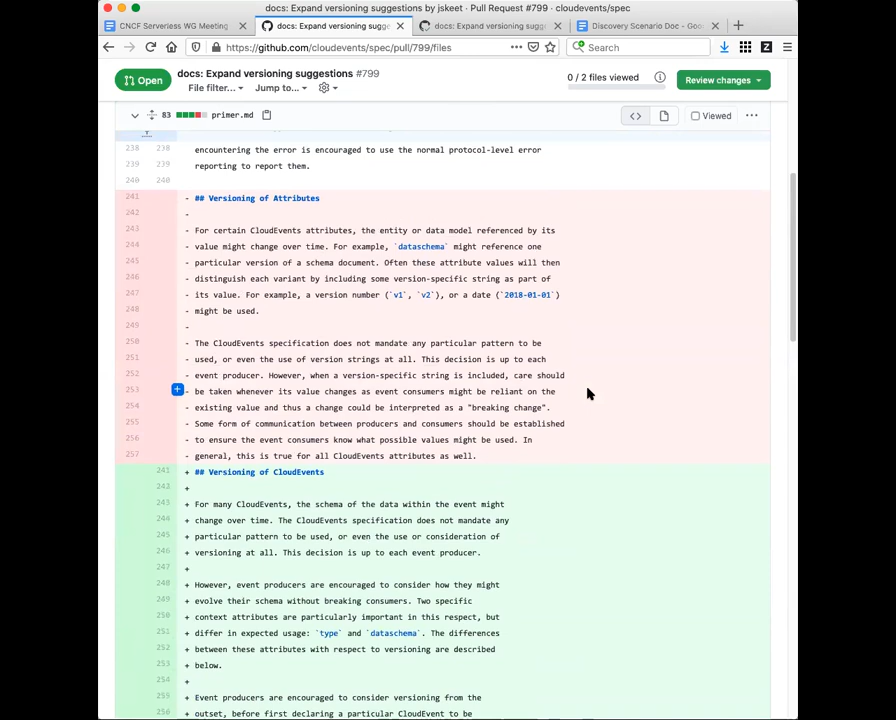 docs: Expand versioning suggestions by jskeet · Pull Request #799 · cloudevents/spec
CNCF Serverless WG Meeting
docs: Expand versioning sugges
docs: Expand versioning sugges
Discovery Scenario Doc - Goo
https://github.com/cloudevents/spec/pull/799/files
Search
Open
docs: Expand versioning suggestions #799
File filter... Jump to...
0 / 2 files viewed
Review changes
83 primer.md
Viewed
238 238 encountering the error is encouraged to use the normal protocol-level error
239 239 reporting to report them.
240 240
241 - ## Versioning of Attributes
242 -
243 - For certain CloudEvents attributes, the entity or data model referenced by its
244 - value might change over time. For example, `dataschema` might reference one
245 - particular version of a schema document. Often these attribute values will then
246 - distinguish each variant by including some version-specific string as part of
247 - its value. For example, a version number (`v1`, `v2`), or a date (`2018-01-01`)
248 - might be used.
249 -
250 - The CloudEvents specification does not mandate any particular pattern to be
251 - used, or even the use of version strings at all. This decision is up to each
252 - event producer. However, when a version-specific string is included, care should
253 - be taken whenever its value changes as event consumers might be reliant on the
254 - existing value and thus a change could be interpreted as a "breaking change".
255 - Some form of communication between producers and consumers should be established
256 - to ensure the event consumers know what possible values might be used. In
257 - general, this is true for all CloudEvents attributes as well.
241 + ## Versioning of CloudEvents
242 +
243 + For many CloudEvents, the schema of the data within the event might
244 + change over time. The CloudEvents specification does not mandate any
245 + particular pattern to be used, or even the use or consideration of
246 + versioning at all. This decision is up to each event producer.
247 +
248 + However, event producers are encouraged to consider how they might
249 + evolve their schema without breaking consumers. Two specific
250 + context attributes are particularly important in this respect, but
251 + differ in expected usage: `type` and `dataschema`. The differences
252 + between these attributes with respect to versioning are described
253 + below.
254 +
255 + Event producers are encouraged to consider versioning from the
256 + outset, before first declaring a particular CloudEvent to be